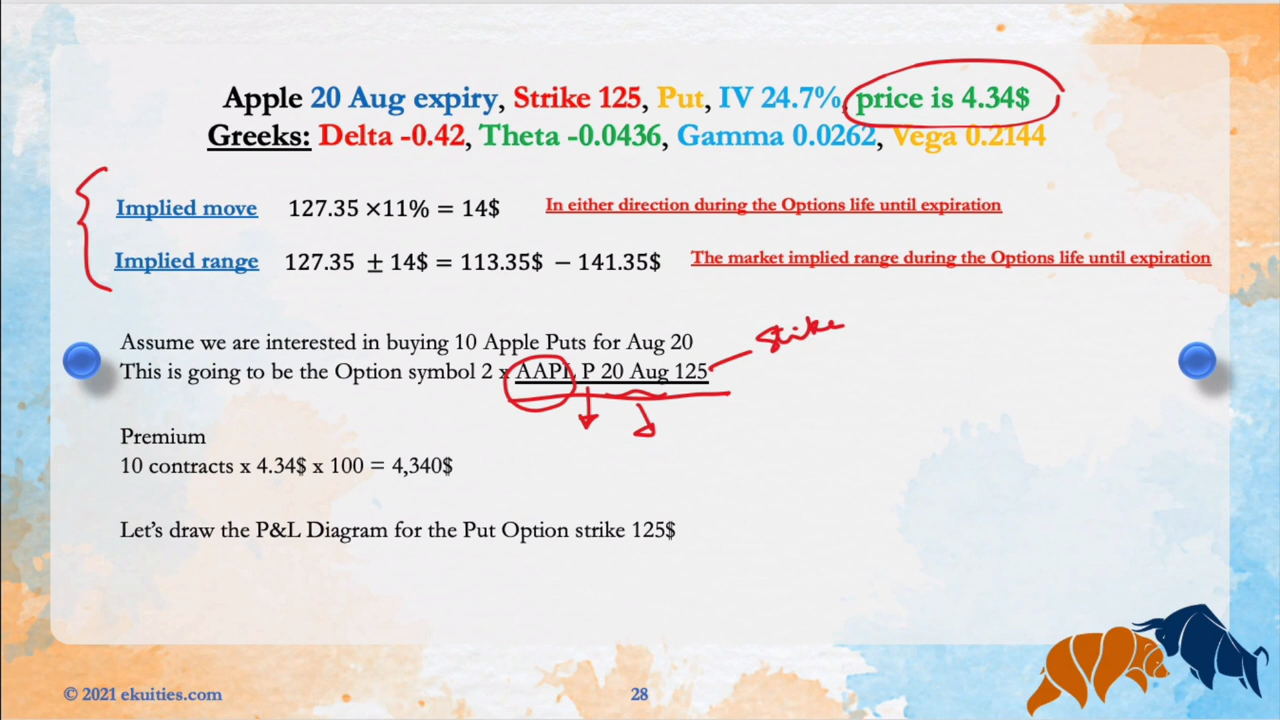 Apple 20 Aug expiry, Strike 125, Put, IV 24.7%, price is 4.34$
Greeks: Delta -0.42, Theta -0.0436, Gamma 0.0262, Vega 0.2144
Implied move 127.35 ×11% = 14$ In either direction during the Options life until expiration
Implied range 127.35 ± 14$ = 113.35$ − 141.35$ The market implied range during the Options life until expiration
Strike
Assume we are interested in buying 10 Apple Puts for Aug 20
This is going to be the Option symbol 2 x AAPL P 20 Aug 125
Premium
10 contracts x 4.34$ x 100 = 4,340$
Let's draw the P&L Diagram for the Put Option strike 125$
© 2021 ekuities.com
28